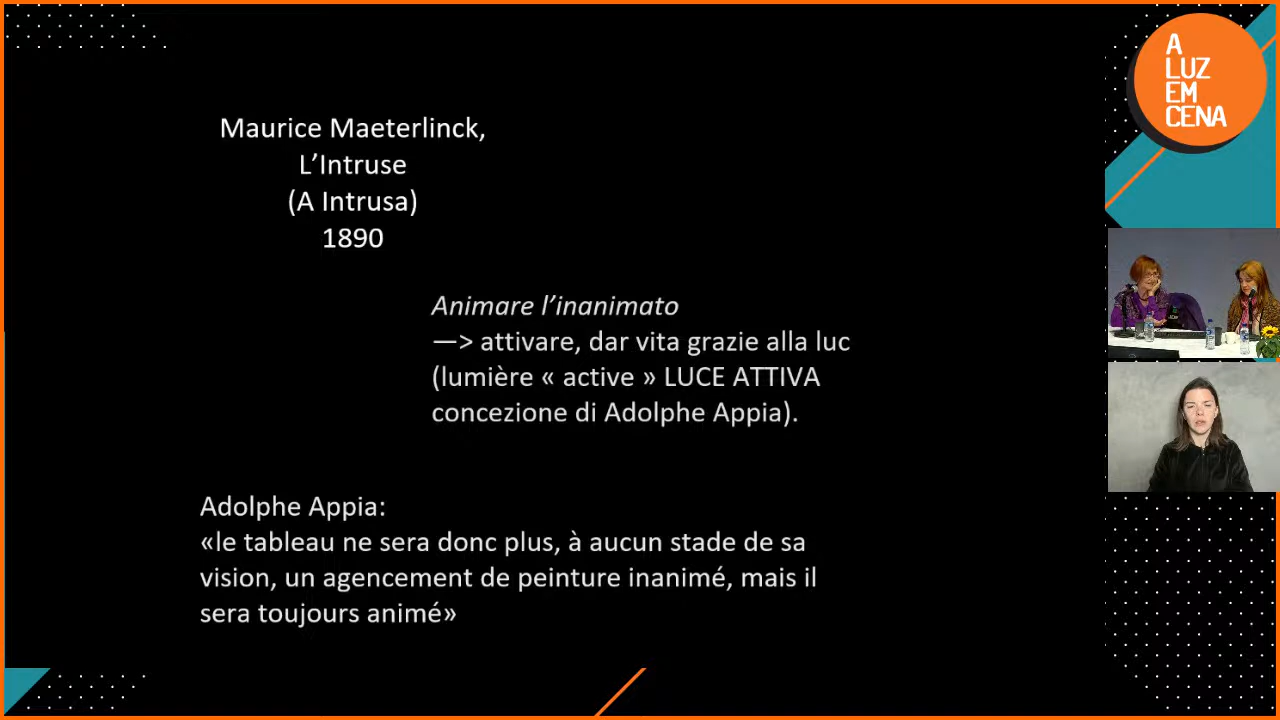 Maurice Maeterlinck,
L’Intruse
(A Intrusa)
1890
Animare l’inanimato
—> attivare, dar vita grazie alla luc
(lumière « active » LUCE ATTIVA
concezione di Adolphe Appia).
Adolphe Appia:
«le tableau ne sera donc plus, à aucun stade de sa
vision, un agencement de peinture inanimé, mais il
sera toujours animé»
A
LUZ
EM
CENA